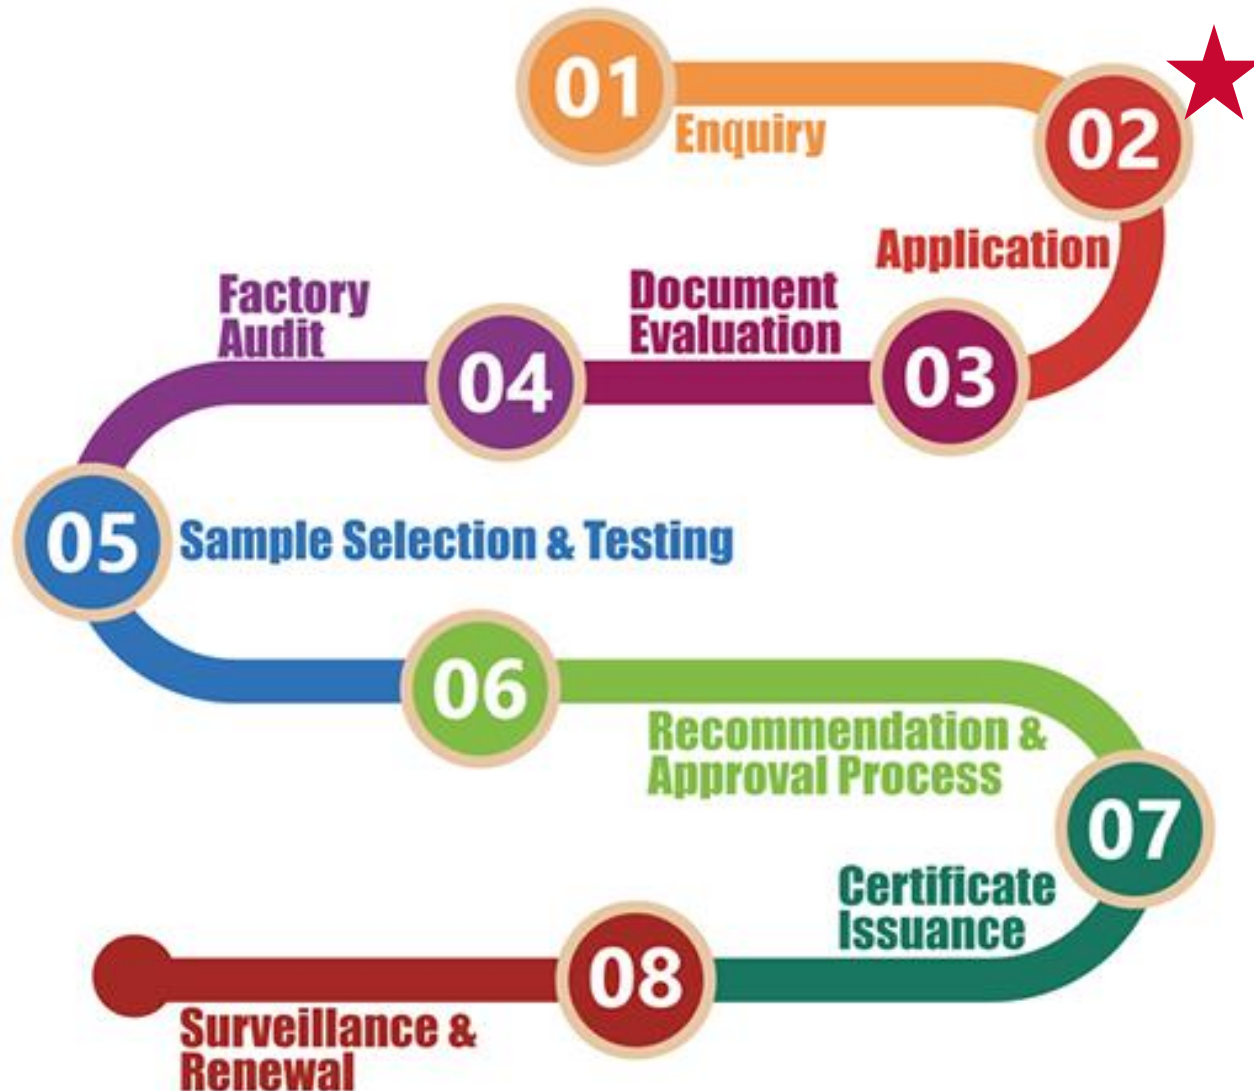 01
Enquiry
02
Application
03
Document
Evaluation
04
Factory
Audit
05
Sample Selection & Testing
06
Recommendation &
Approval Process
07
Certificate
Issuance
08
Surveillance &
Renewal